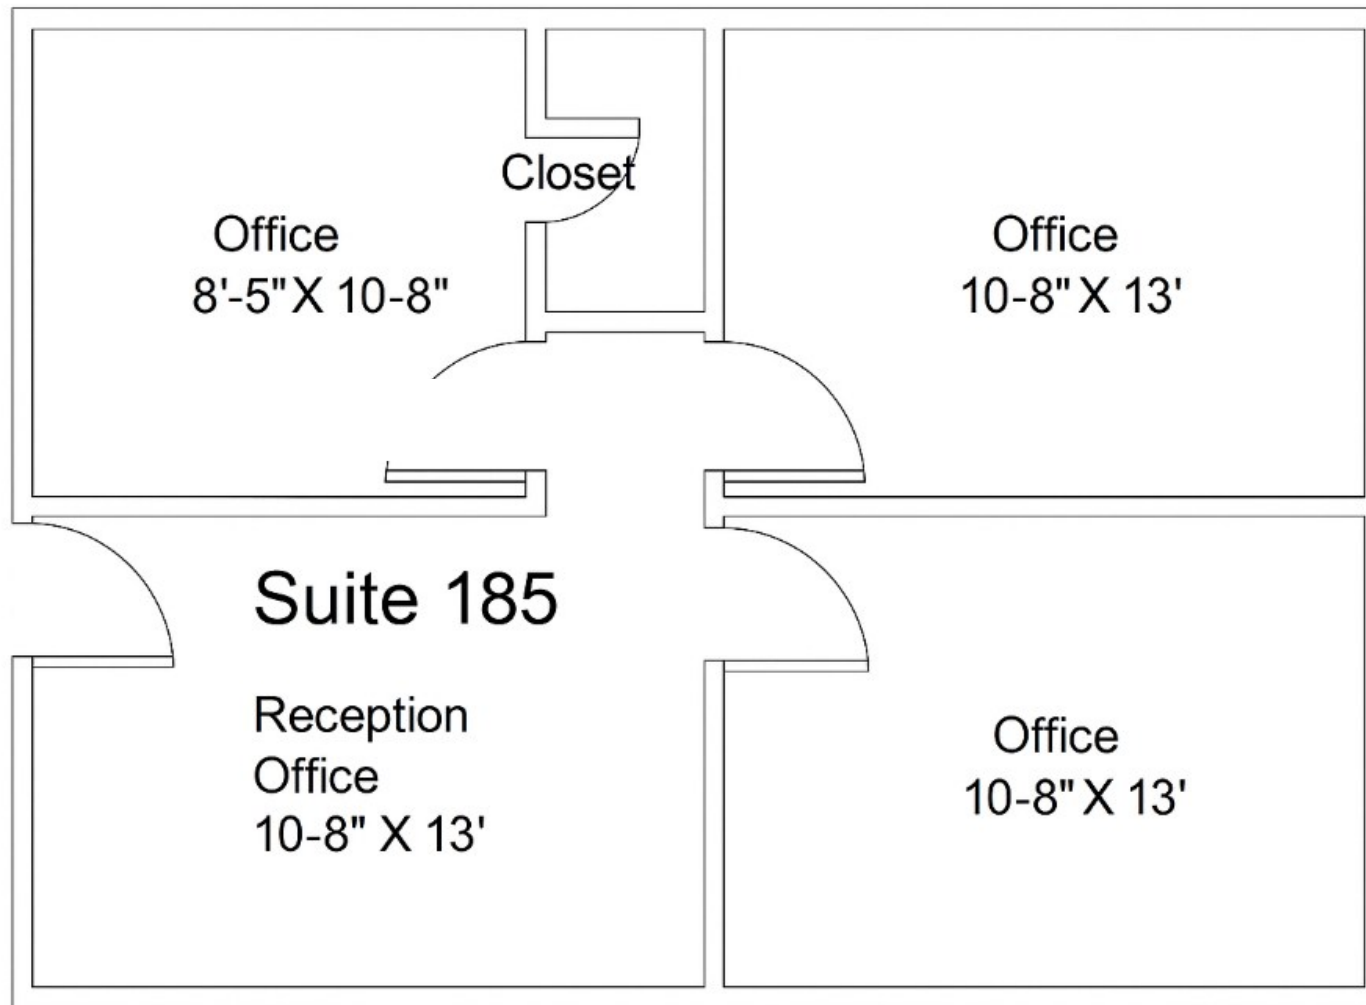 Closet
Office
8'-5" X 10-8"
Office
10-8" X 13'
Suite 185
Reception
Office
10-8" X 13'
Office
10-8" X 13'